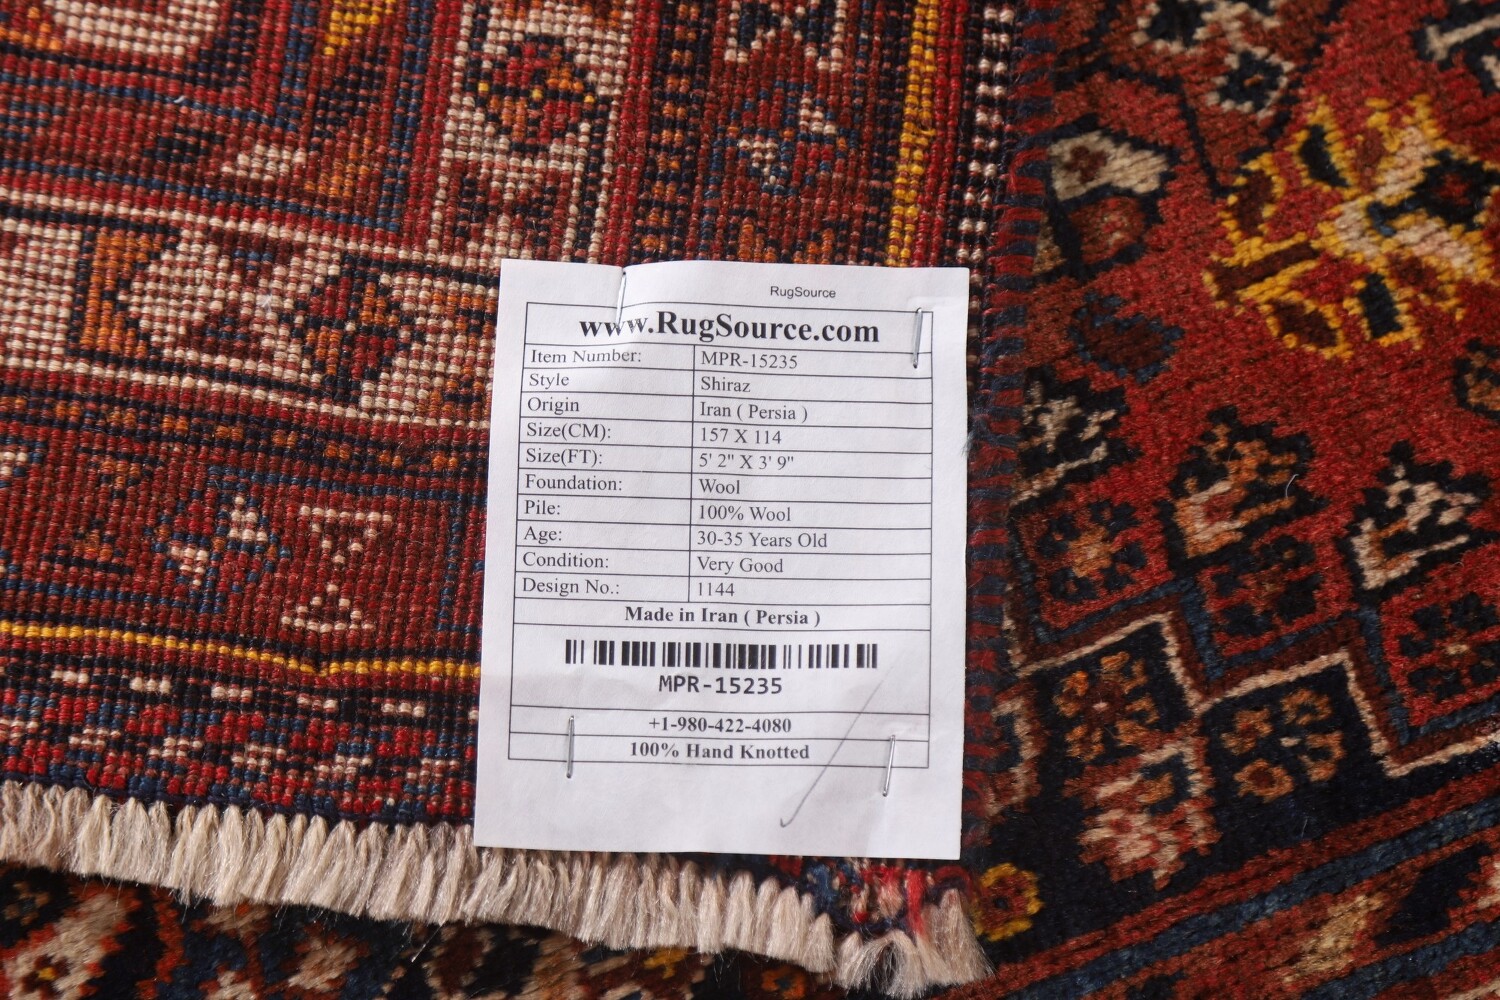 RugSource
www.RugSource.com
Item Number: MPR-15235
Style Shiraz
Origin Iran ( Persia )
Size(CM): 157 X 114
Size(FT): 5' 2" X 3' 9"
Foundation: Wool
Pile: 100% Wool
Age: 30-35 Years Old
Condition: Very Good
Design No.: 1144
Made in Iran ( Persia )
MPR-15235
+1-980-422-4080
100% Hand Knotted